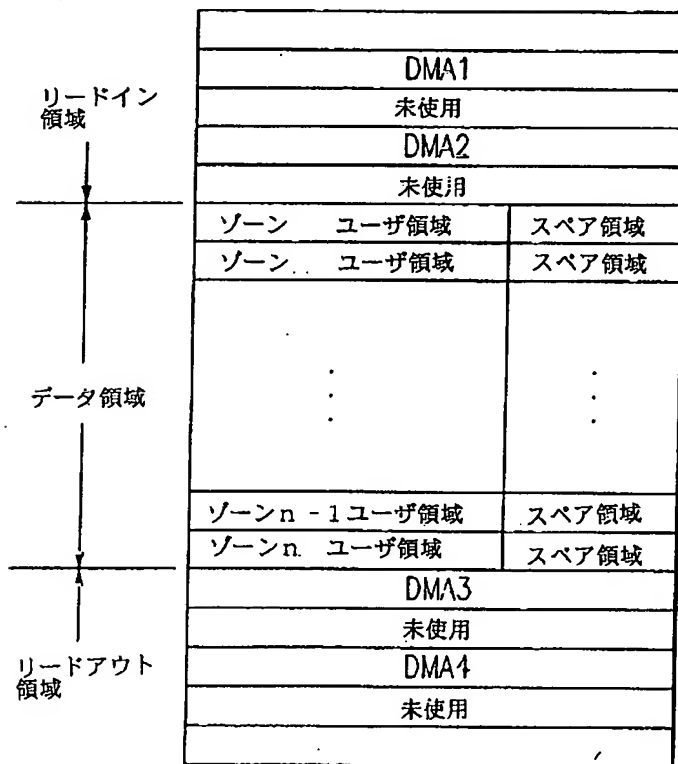 DMA1
リードイン
領域
未使用
DMA2
未使用
ゾーン ユーザ領域 スペア領域
ゾーン ユーザ領域 スペア領域
データ領域
ゾーンn-1ユーザ領域 スペア領域
ゾーンn ユーザ領域 スペア領域
DMA3
未使用
リードアウト
領域
DMA4
未使用